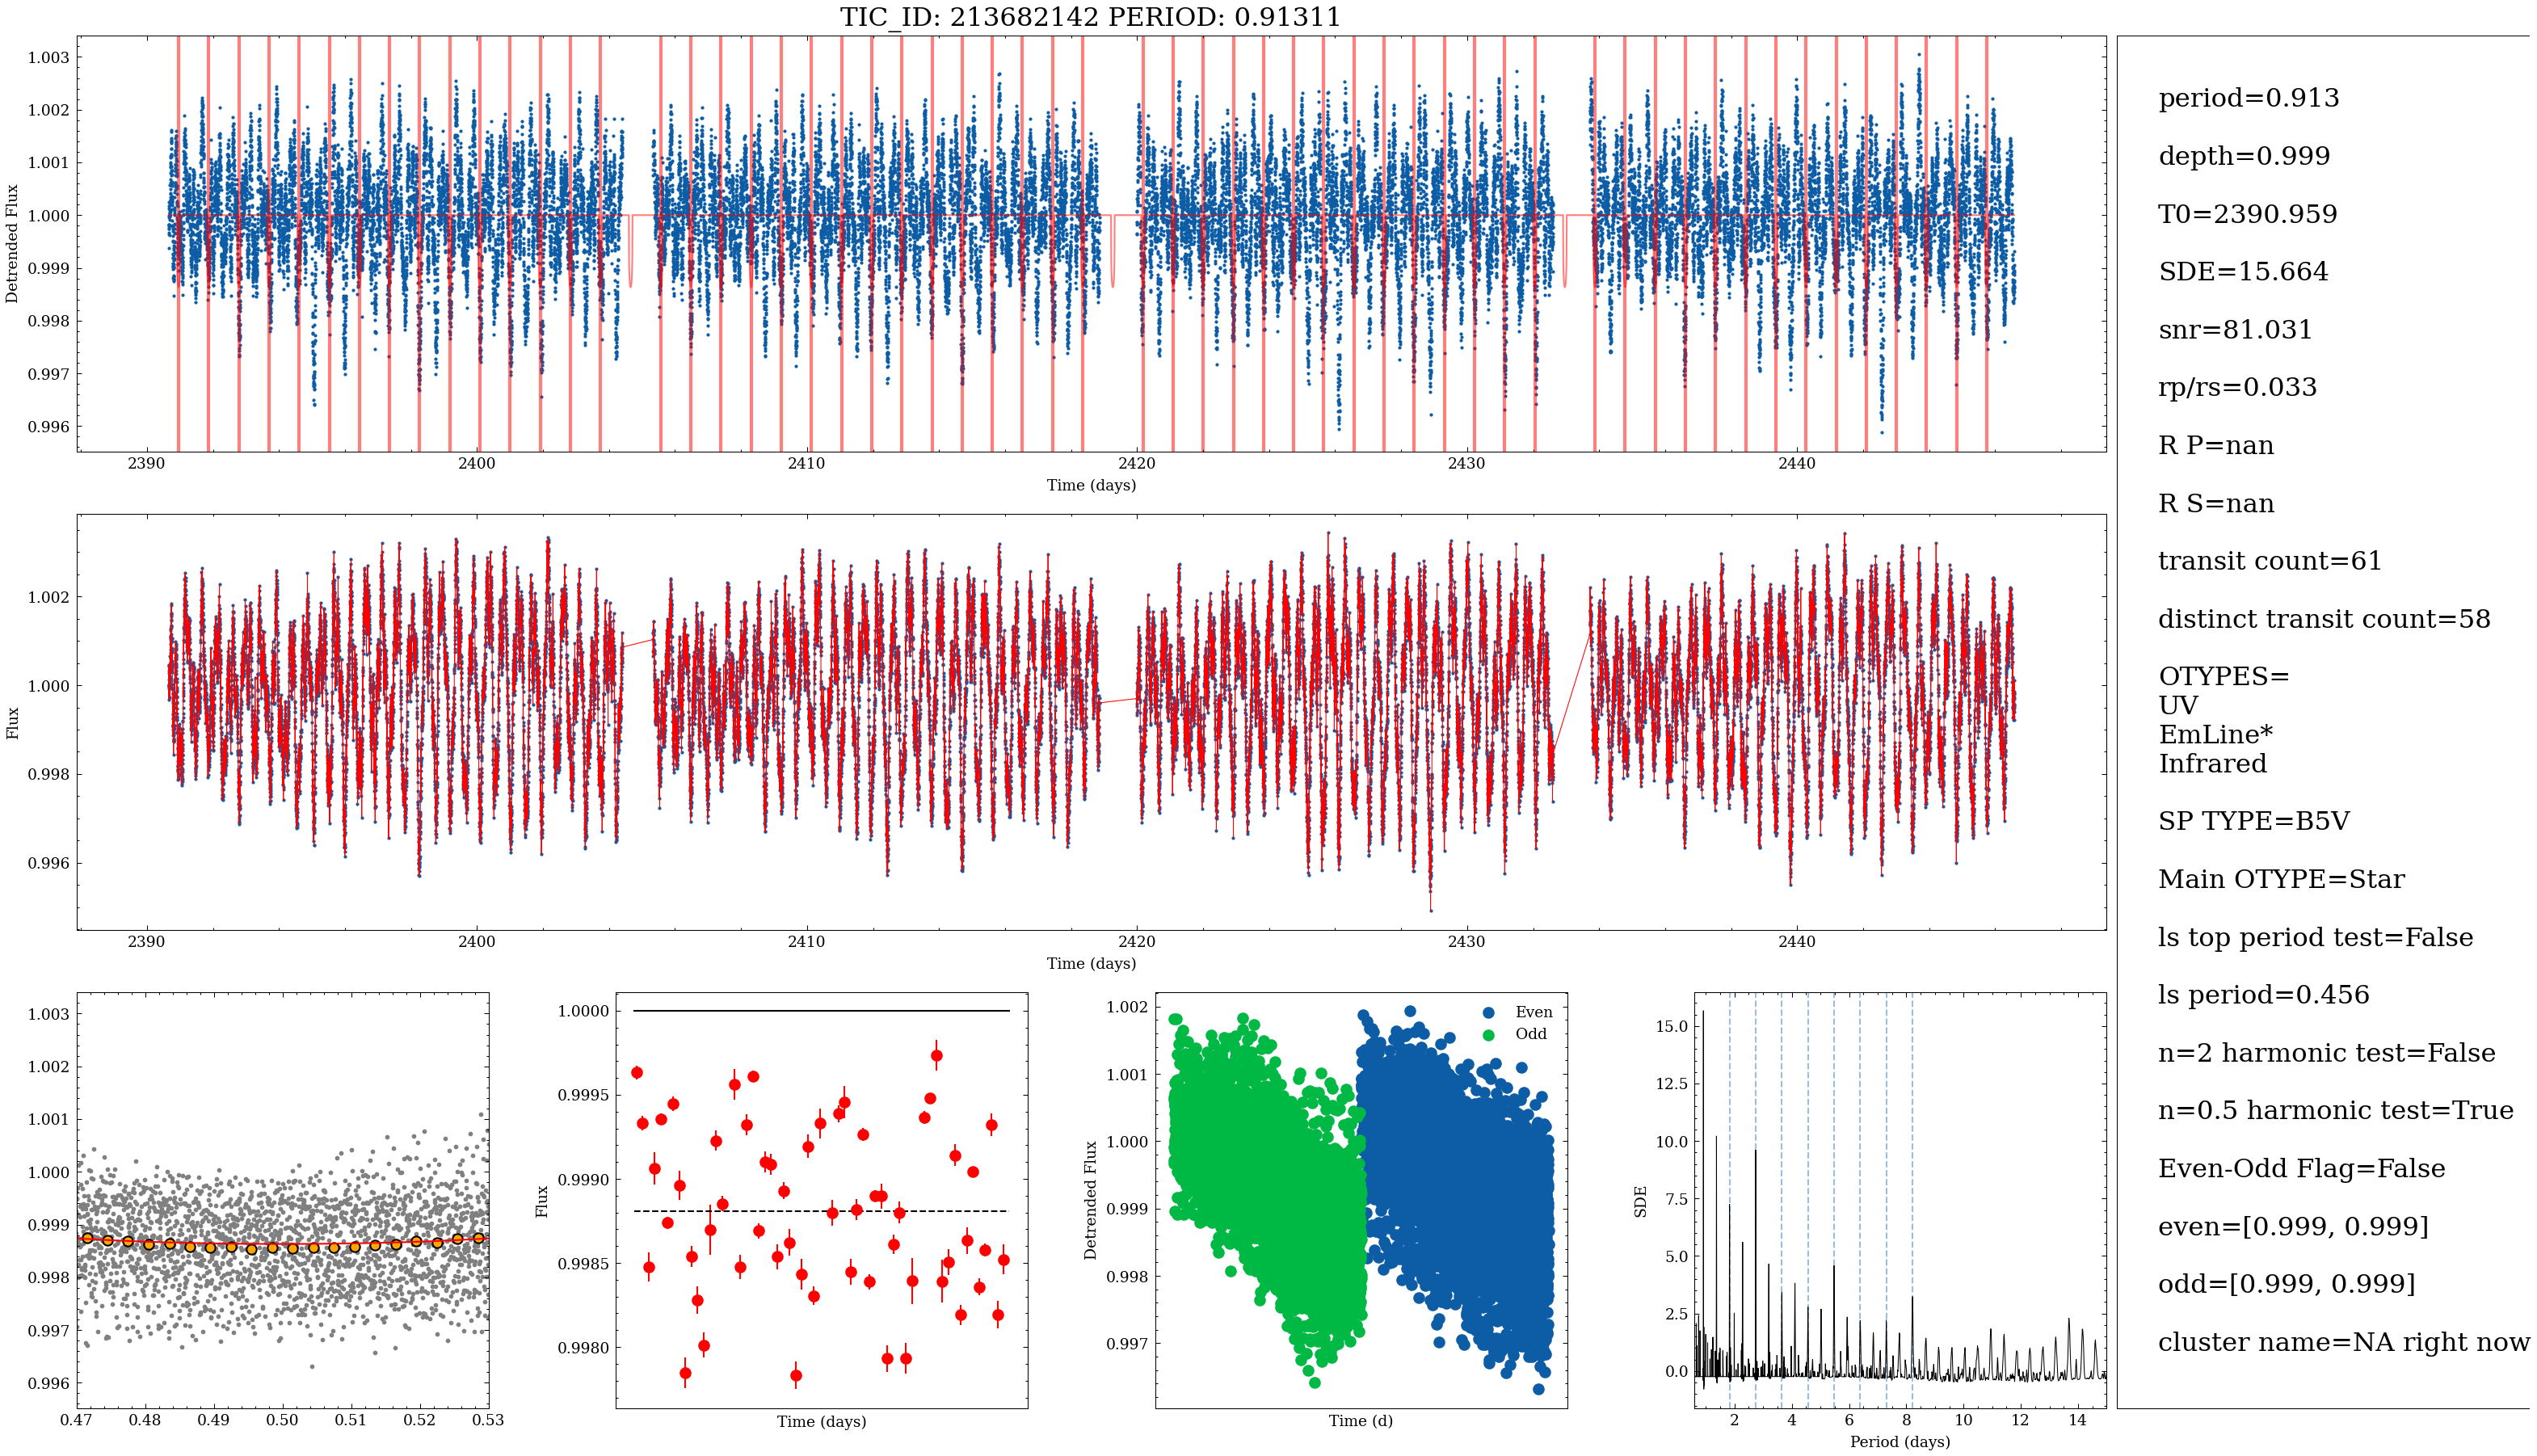 TIC_ID: 213682142 PERIOD: 0.91311
1.003
1.002
1.001
1.000
0.999
0.998
0.997
0.996
Detrended Flux
2390
2400
2410
2420
2430
2440
Time (days)
1.002
1.000
0.998
0.996
Flux
2390
2400
2410
2420
2430
2440
Time (days)
1.003
1.002
1.001
1.000
0.999
0.998
0.997
0.996
0.47
0.48
0.49
0.50
0.51
0.52
0.53
1.0000
0.9995
0.9990
0.9985
0.9980
Flux
Time (days)
1.002
1.001
1.000
0.999
0.998
0.997
Detrended Flux
Even
Odd
Time (d)
15.0
12.5
10.0
7.5
5.0
2.5
0.0
SDE
2
4
6
8
10
12
14
Period (days)
period=0.913
depth=0.999
T0=2390.959
SDE=15.664
snr=81.031
rp/rs=0.033
R P=nan
R S=nan
transit count=61
distinct transit count=58
OTYPES=
UV
EmLine*
Infrared
SP TYPE=B5V
Main OTYPE=Star
ls top period test=False
ls period=0.456
n=2 harmonic test=False
n=0.5 harmonic test=True
Even-Odd Flag=False
even=[0.999, 0.999]
odd=[0.999, 0.999]
cluster name=NA right now